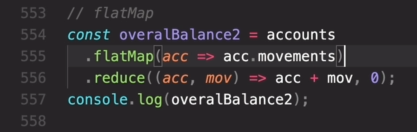 553 // flatMap
554 const overalBalance2 = accounts
555 .flatMap(acc => acc.movements)
556 .reduce((acc, mov) => acc + mov, 0);
557 console.log(overalBalance2);
558